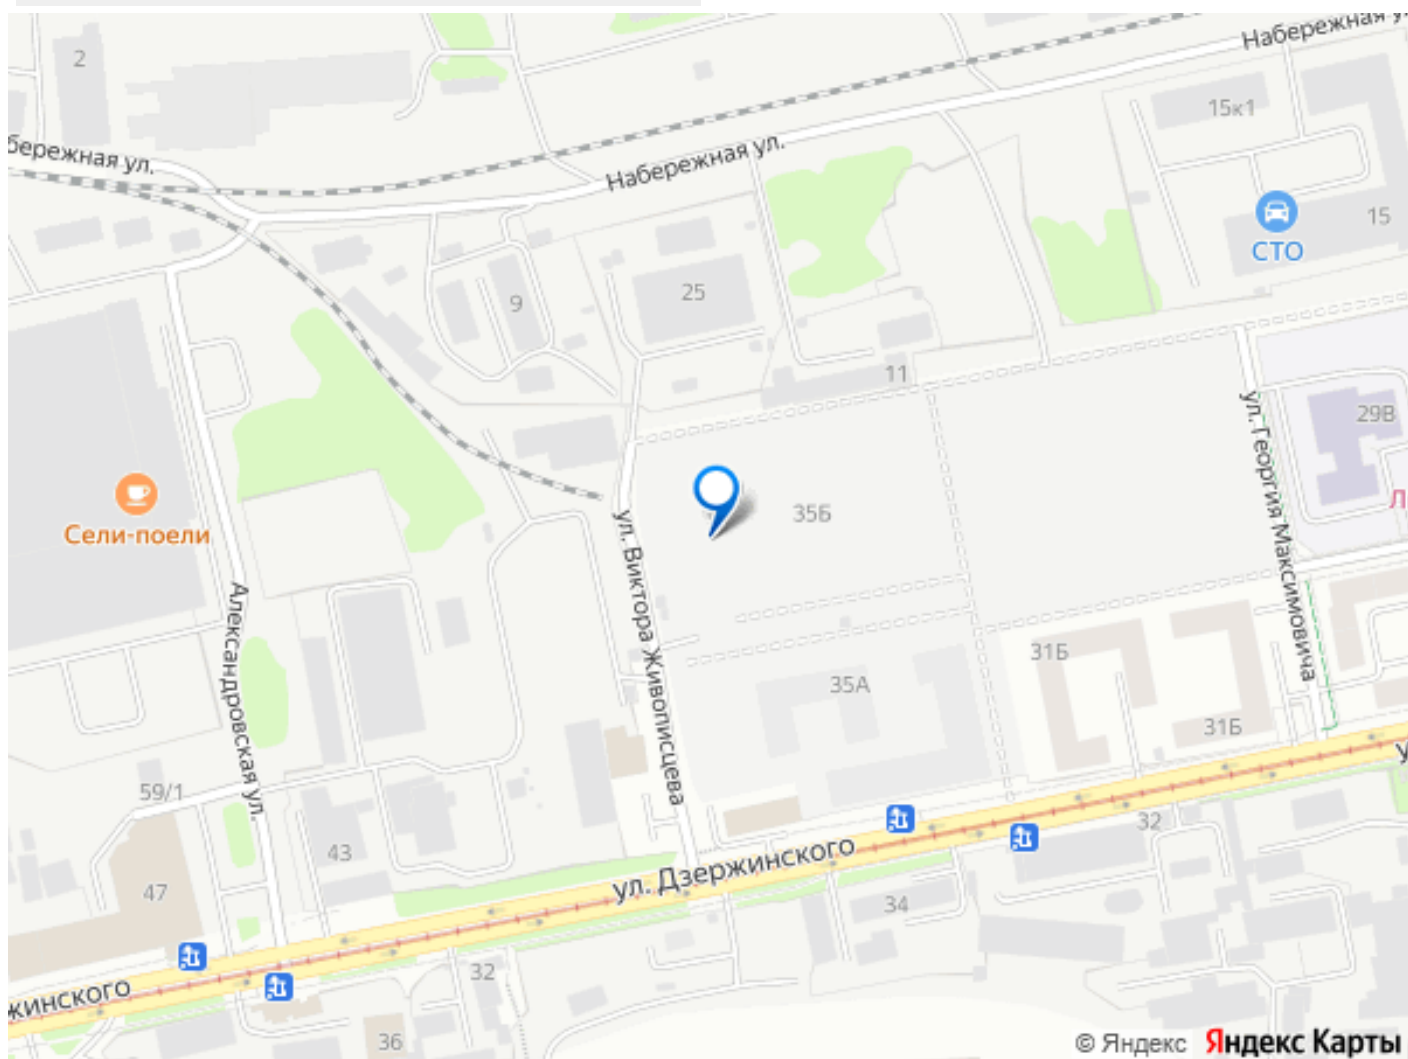 2
Набережная у
15к1
бережная ул.
Набережная ул.
15
СТО
25
9
11
29В
ул. Георгия Максимовича
Л
Сели-поели
35Б
ул. Виктора Живописцева
Александровская ул.
31Б
35А
31Б
у
59/1
32
43
ул. Дзержинского
47
34
32
жинского
36
© Яндекс Яндекс Карты